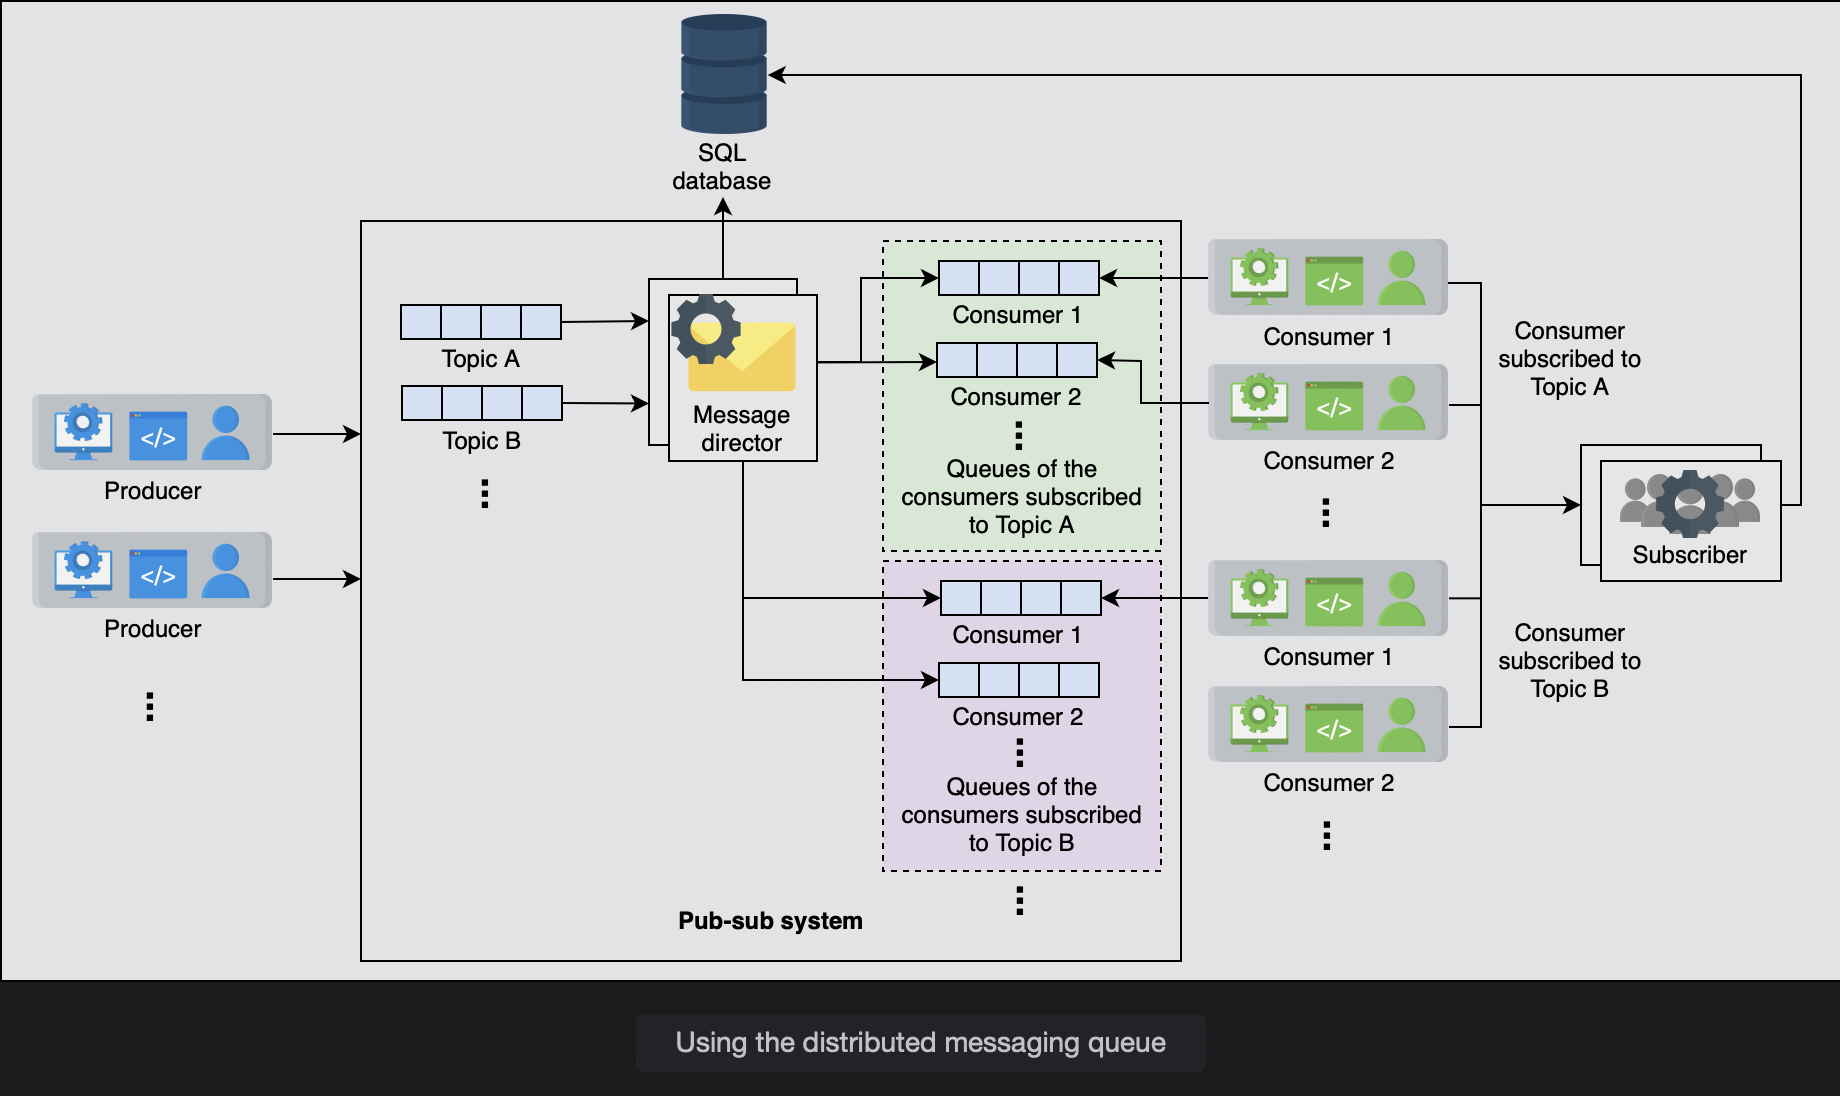 SQL
database
Topic A
Topic B
Message
director
Producer
Producer
Consumer 1
Consumer 2
Queues of the
consumers subscribed
to Topic A
Consumer 1
Consumer 2
Queues of the
consumers subscribed
to Topic B
Pub-sub system
</>
</>
</>
Consumer 1
</>
Consumer 2
</>
Consumer 1
</>
Consumer 2
Consumer
subscribed to
Topic A
Subscriber
Consumer
subscribed to
Topic B
Using the distributed messaging queue